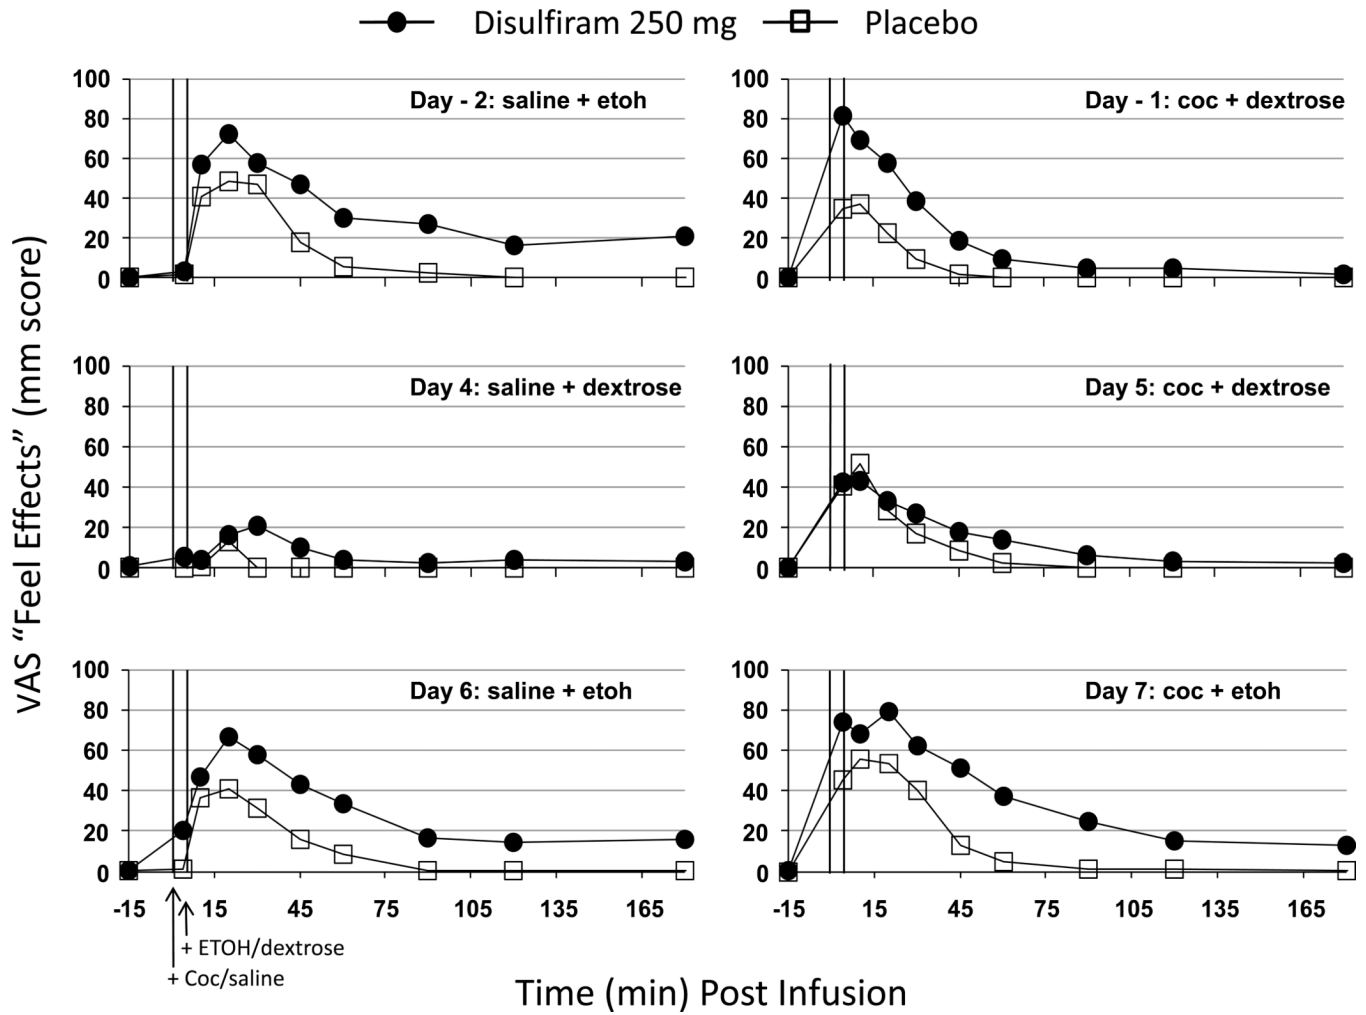 Disulfiram 250 mg Placebo
VAS “Feel Effects” (mm score)
Day - 2: saline + etoh
100
80
60
40
20
0
Day - 1: coc + dextrose
100
80
60
40
20
0
Day 4: saline + dextrose
100
80
60
40
20
0
Day 5: coc + dextrose
100
80
60
40
20
0
Day 6: saline + etoh
100
80
60
40
20
0
-15 15 45 75 105 135 165
Day 7: coc + etoh
100
80
60
40
20
0
-15 15 45 75 105 135 165
+ ETOH/dextrose
+ Coc/saline
Time (min) Post Infusion